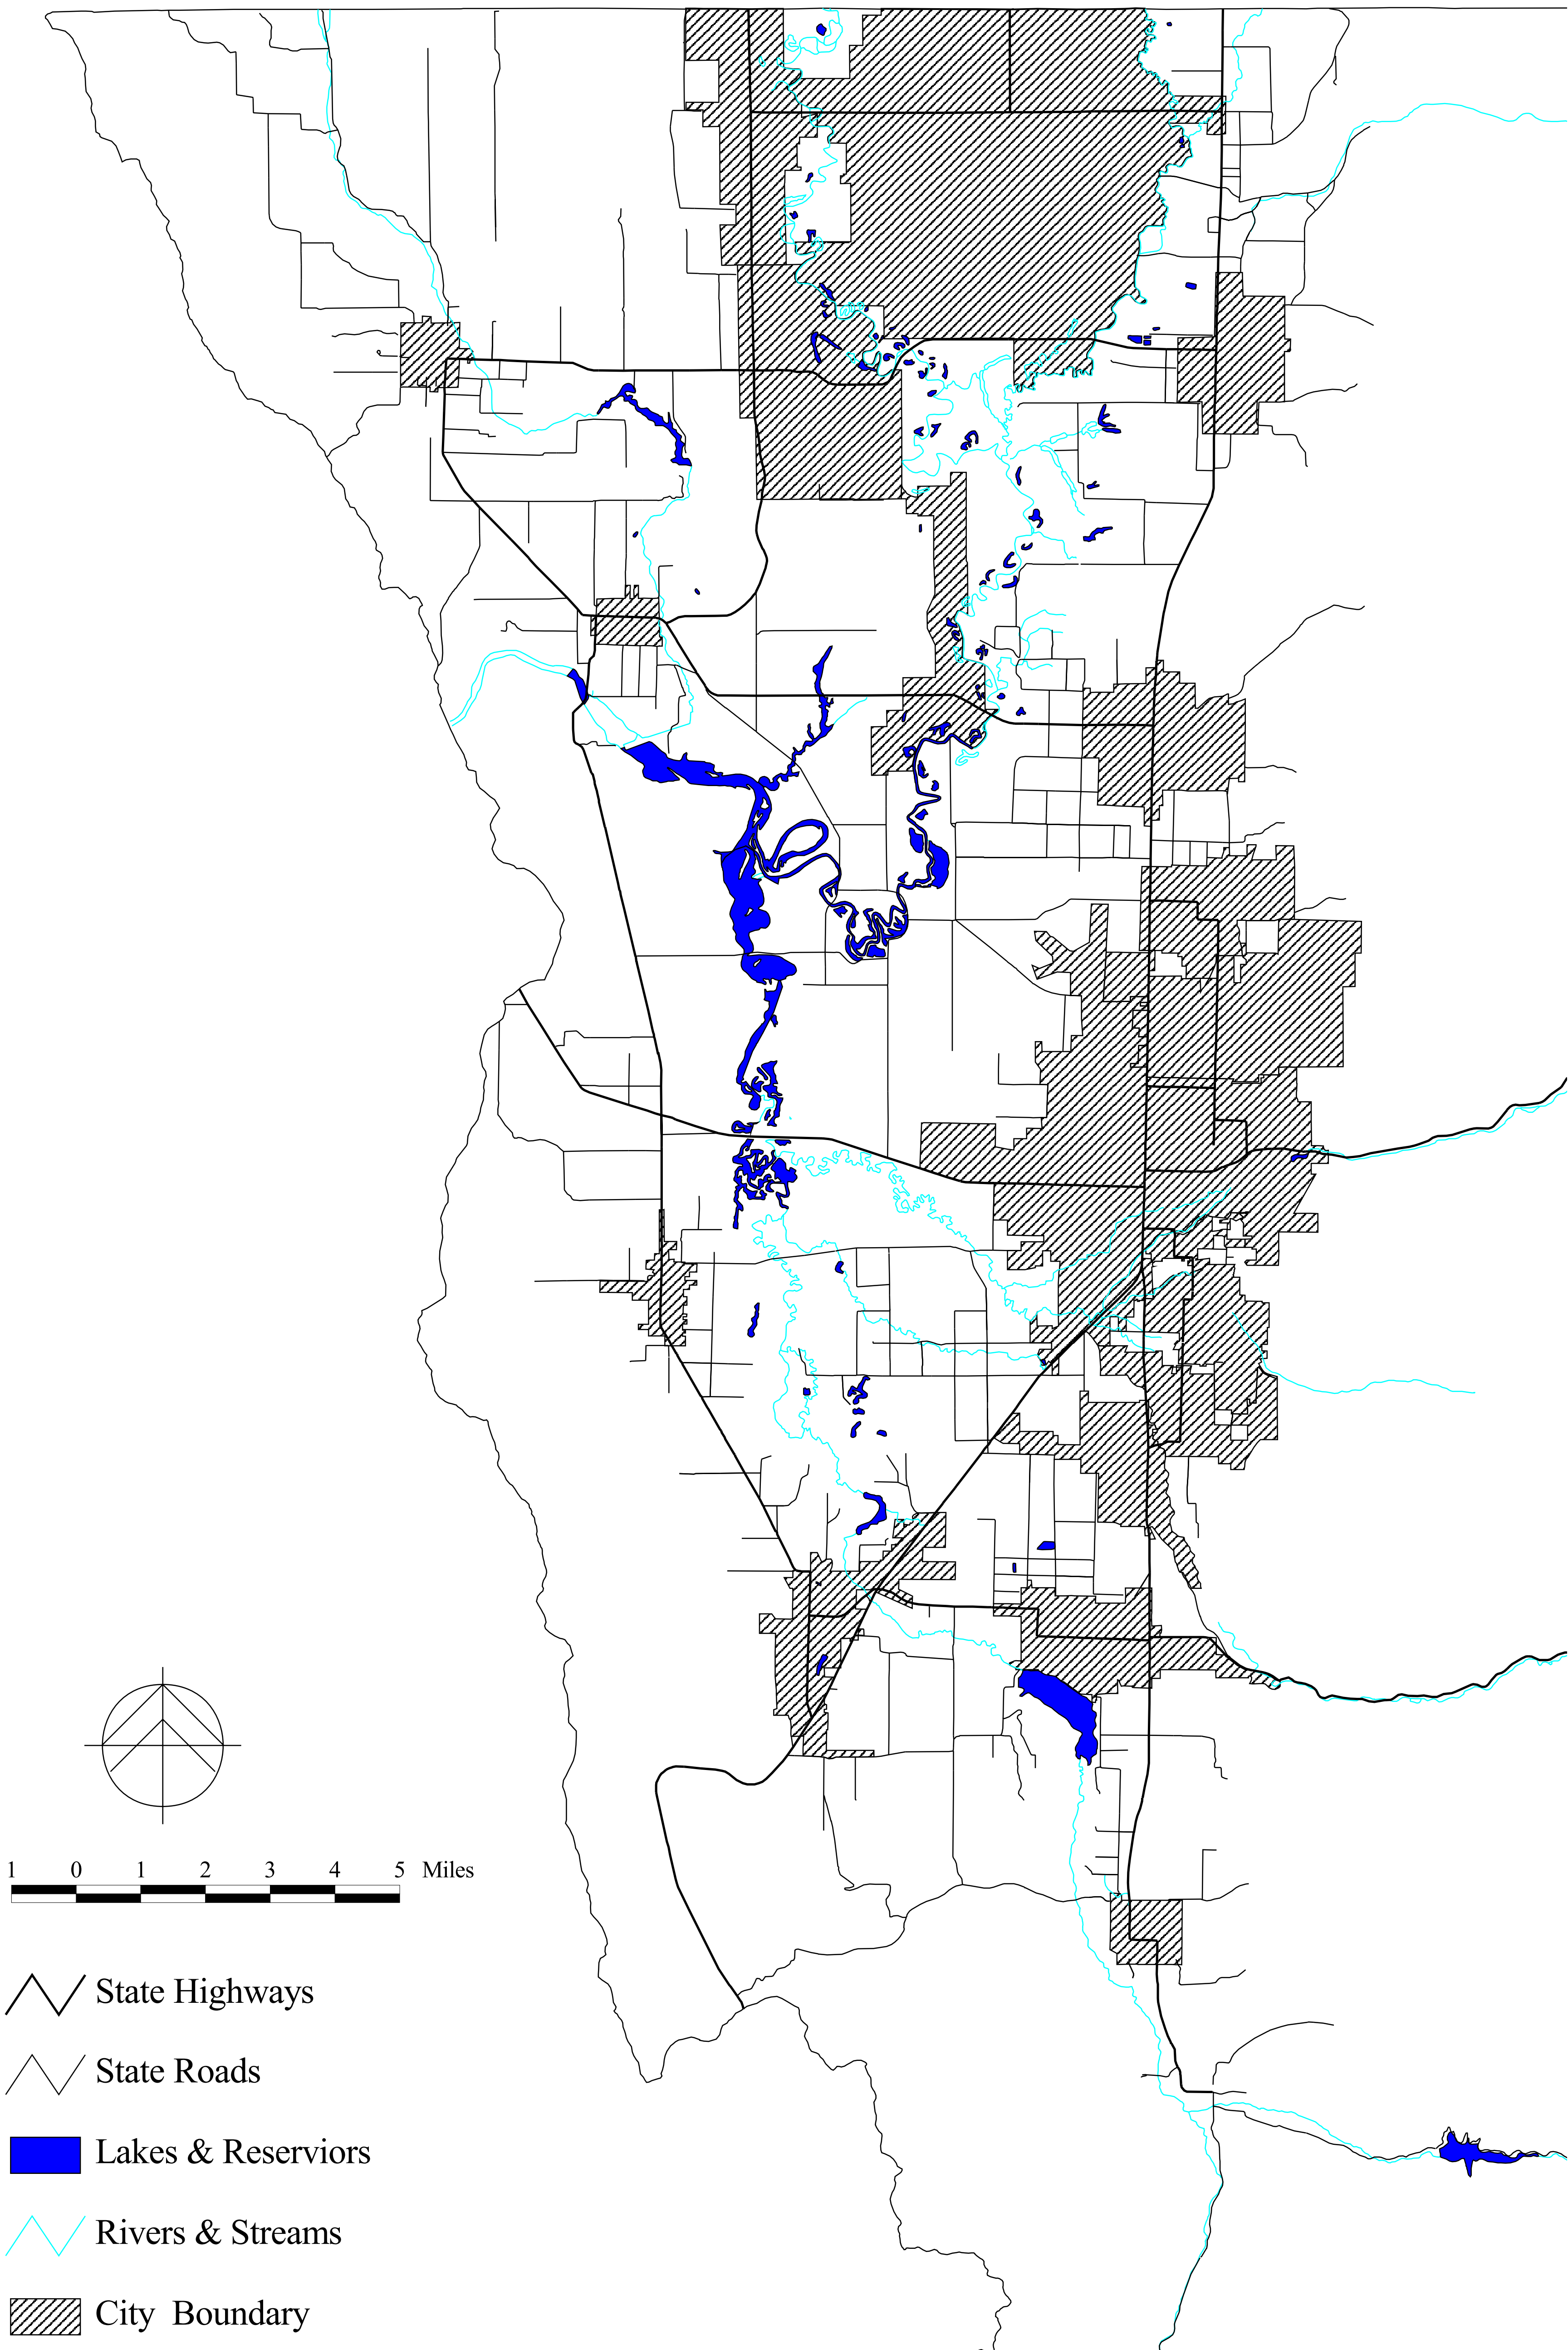 1 0 1 2 3 4 5 Miles
State Highways
State Roads
Lakes & Reserviors
Rivers & Streams
City Boundary